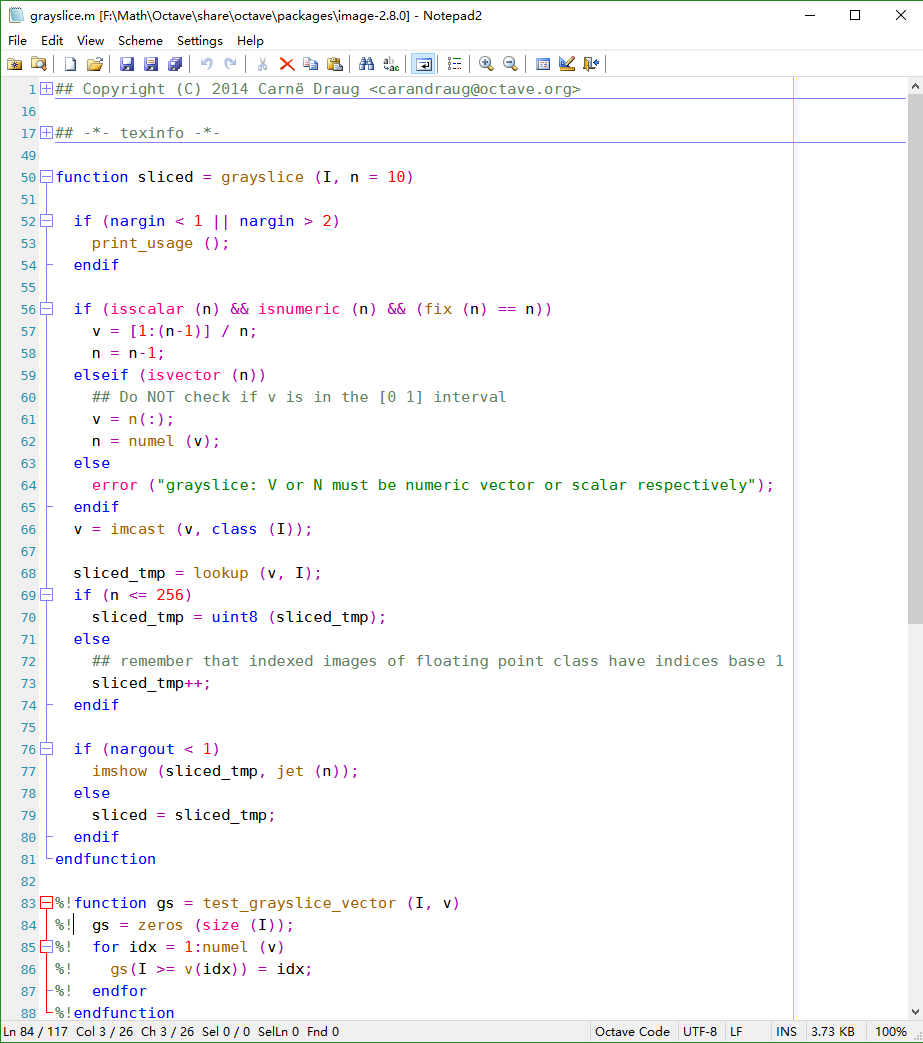 grayslice.m [F:\Math\Octave\share\octave\packages\image-2.8.0] - Notepad2
File Edit View Scheme Settings Help
1 ## Copyright (C) 2014 Carnë Draug <carandraug@octave.org>
16
17 ## -*- texinfo -*-
49
50 function sliced = grayslice (I, n = 10)
51
52   if (nargin < 1 || nargin > 2)
53     print_usage ();
54   endif
55
56   if (isscalar (n) && isnumeric (n) && (fix (n) == n))
57     v = [1:(n-1)] / n;
58     n = n-1;
59   elseif (isvector (n))
60     ## Do NOT check if v is in the [0 1] interval
61     v = n(:);
62     n = numel (v);
63   else
64     error ("grayslice: V or N must be numeric vector or scalar respectively");
65   endif
66   v = imcast (v, class (I));
67
68   sliced_tmp = lookup (v, I);
69   if (n <= 256)
70     sliced_tmp = uint8 (sliced_tmp);
71   else
72     ## remember that indexed images of floating point class have indices base 1
73     sliced_tmp++;
74   endif
75
76   if (nargout < 1)
77     imshow (sliced_tmp, jet (n));
78   else
79     sliced = sliced_tmp;
80   endif
81 endfunction
82
83 %!function gs = test_grayslice_vector (I, v)
84 %!  gs = zeros (size (I));
85 %!  for idx = 1:numel (v)
86 %!    gs(I >= v(idx)) = idx;
87 %!  endfor
88 %!endfunction
Ln 84 / 117 Col 3 / 26 Ch 3 / 26 Sel 0 / 0 SelLn 0 Fnd 0 Octave Code UTF-8 LF INS 3.73 KB 100%